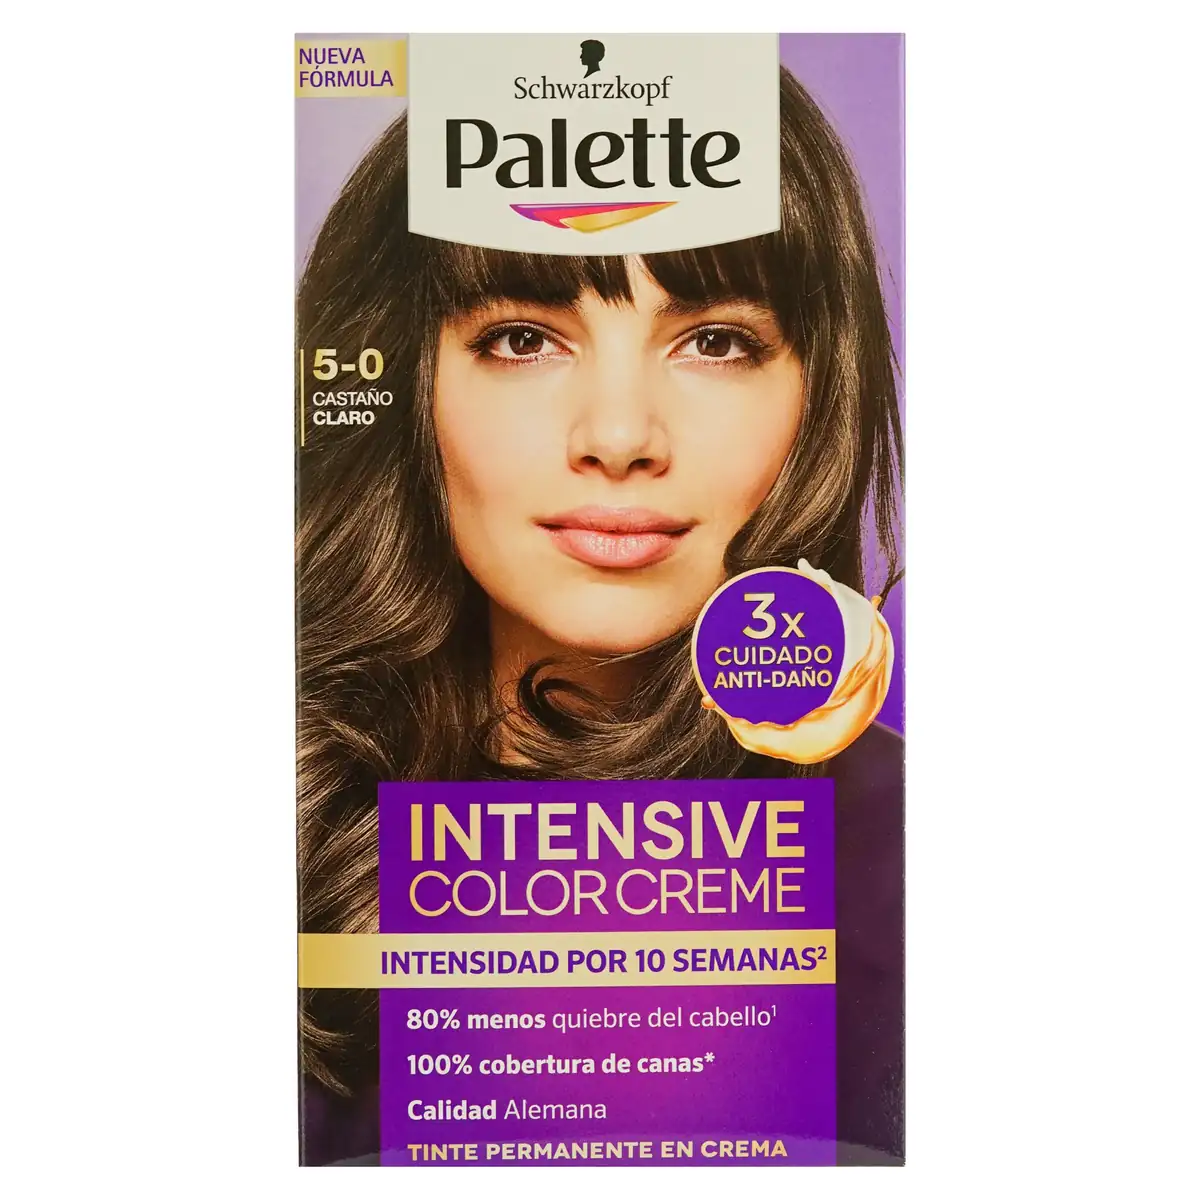 NUEVA
FÓRMULA
Schwarzkopf
Palette
5-0
CASTAÑO
CLARO
3x
CUIDADO
ANTI-DAÑO
INTENSIVE
COLOR CREME
INTENSIDAD POR 10 SEMANAS²
80% menos quiebre del cabello¹
100% cobertura de canas*
Calidad Alemana
TINTE PERMANENTE EN CREMA